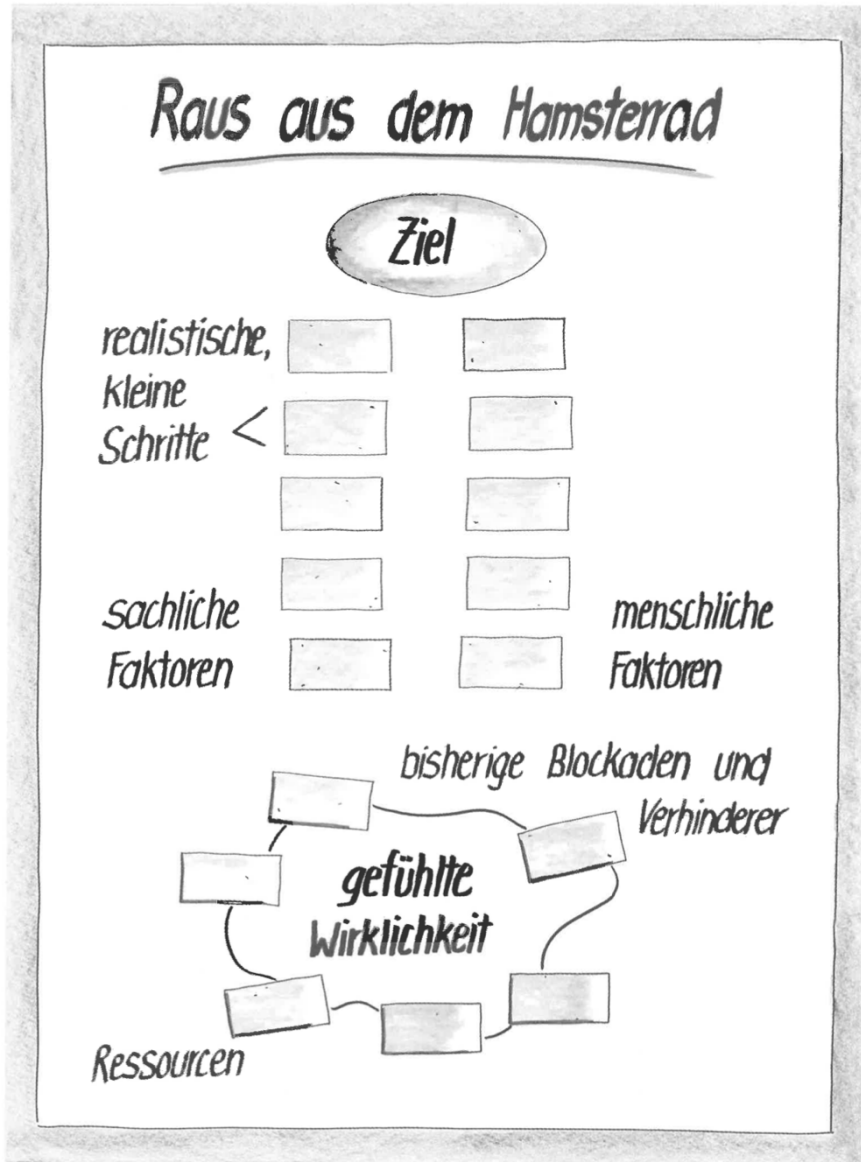 Raus aus dem Hamsterrad
Ziel
realistische,
kleine
Schritte
sachliche
Faktoren
menschliche
Faktoren
bisherige Blockaden und
Verhinderer
gefühlte
Wirklichkeit
Ressourcen